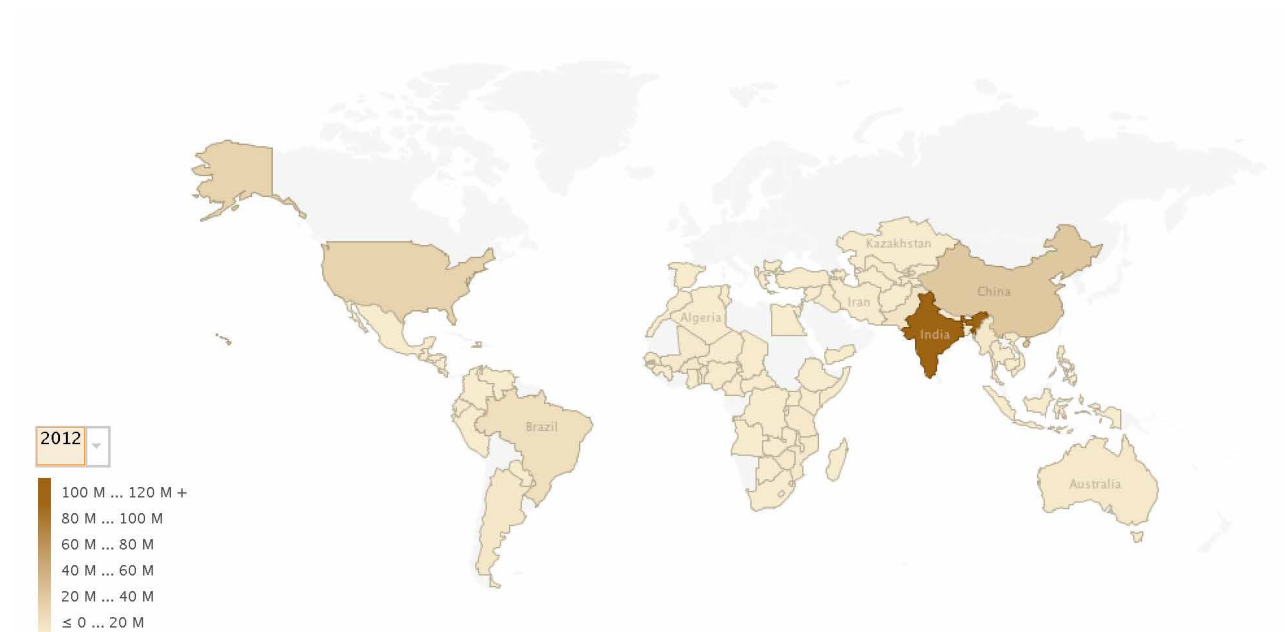 Kazakhstan
China
Iran
Algeria
India
Brazil
Australia
2012
100 M ... 120 M +
80 M ... 100 M
60 M ... 80 M
40 M ... 60 M
20 M ... 40 M
≤ 0 ... 20 M